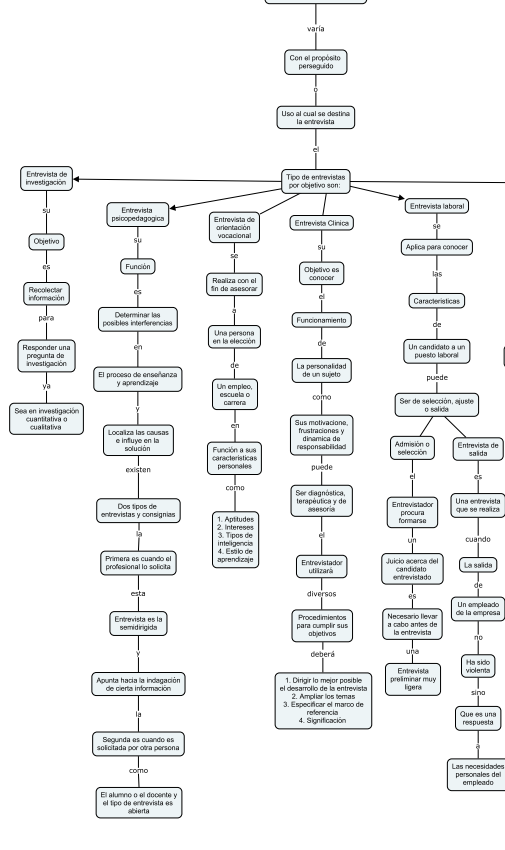 varía
Con el propósito
perseguido
o
Uso al cual se destina
la entrevista
el
Tipo de entrevistas
por objetivo son:
Entrevista de
investigación
su
Objetivo
es
Recolectar
información
para
Responder una
pregunta de
investigación
ya
Sea en investigación
cuantitativa o
cualitativa
Entrevista
psicopedagogica
su
Función
es
Determinar las
posibles interferencias
en
El proceso de enseñanza
y aprendizaje
y
Localiza las causas
e influye en la
solución
existen
Dos tipos de
entrevistas y consignias
la
Primera es cuando el
profesional lo solicita
esta
Entrevista es la
semidirigida
y
Apunta hacia la indagación
de cierta información
la
Segunda es cuando es
solicitada por otra persona
como
El alumno o el docente y
el tipo de entrevista es
abierta
Entrevista de
orientación
vocacional
se
Realiza con el
fin de asesorar
a
Una persona
en la elección
de
Un empleo,
escuela o
carrera
en
Función a sus
características
personales
como
1. Aptitudes
2. Intereses
3. Tipos de
inteligencia
4. Estilo de
aprendizaje
Entrevista Clínica
su
Objetivo es
conocer
el
Funcionamiento
de
La personalidad
de un sujeto
como
Sus motivacione,
frustraciones y
dinamica de
responsabilidad
puede
Ser diagnóstica,
terapéutica y de
asesoría
el
Entrevistador
utilizará
diversos
Procedimientos
para cumplir sus
objetivos
deberá
1. Dirigir lo mejor posible
el desarrollo de la entrevista
2. Ampliar los temas
3. Especificar el marco de
referencia
4. Significación
Entrevista laboral
se
Aplica para conocer
las
Caracteristicas
de
Un candidato a un
puesto laboral
puede
Ser de selección, ajuste
o salida
Admisión o
selección
el
Entrevistador
procura
formarse
un
Juicio acerca del
candidato
entrevistado
es
Necesario llevar
a cabo antes de
la entrevista
una
Entrevista
preliminar muy
ligera
Entrevista de
salida
es
Una entrevista
que se realiza
cuando
La salida
de
Un empleado
de la empresa
no
Ha sido
violenta
sino
Que es una
respuesta
a
Las necesidades
personales del
empleado